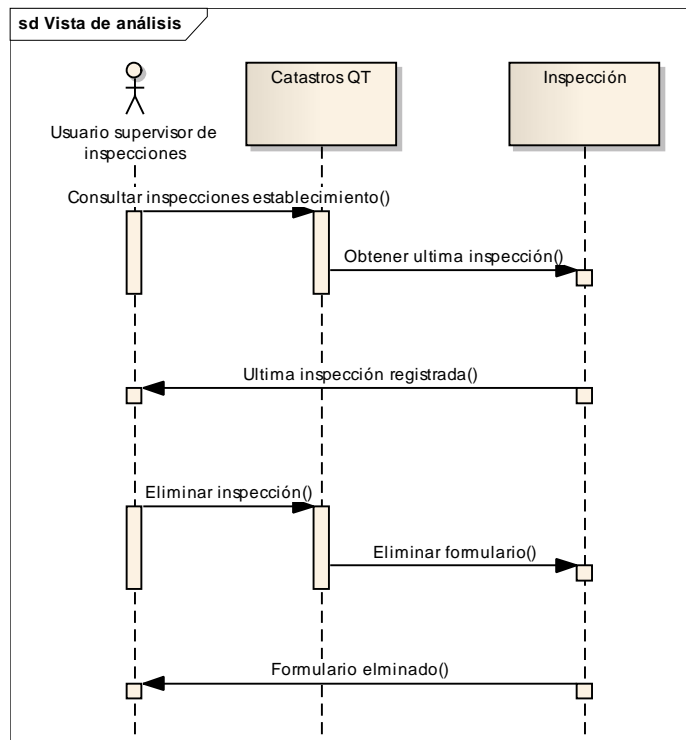 sd Vista de análisis
Catastros QT
Inspección
Usuario supervisor de
inspecciones
Consultar inspecciones establecimiento()
Obtener ultima inspección()
Ultima inspección registrada()
Eliminar inspección()
Eliminar formulario()
Formulario elminado()